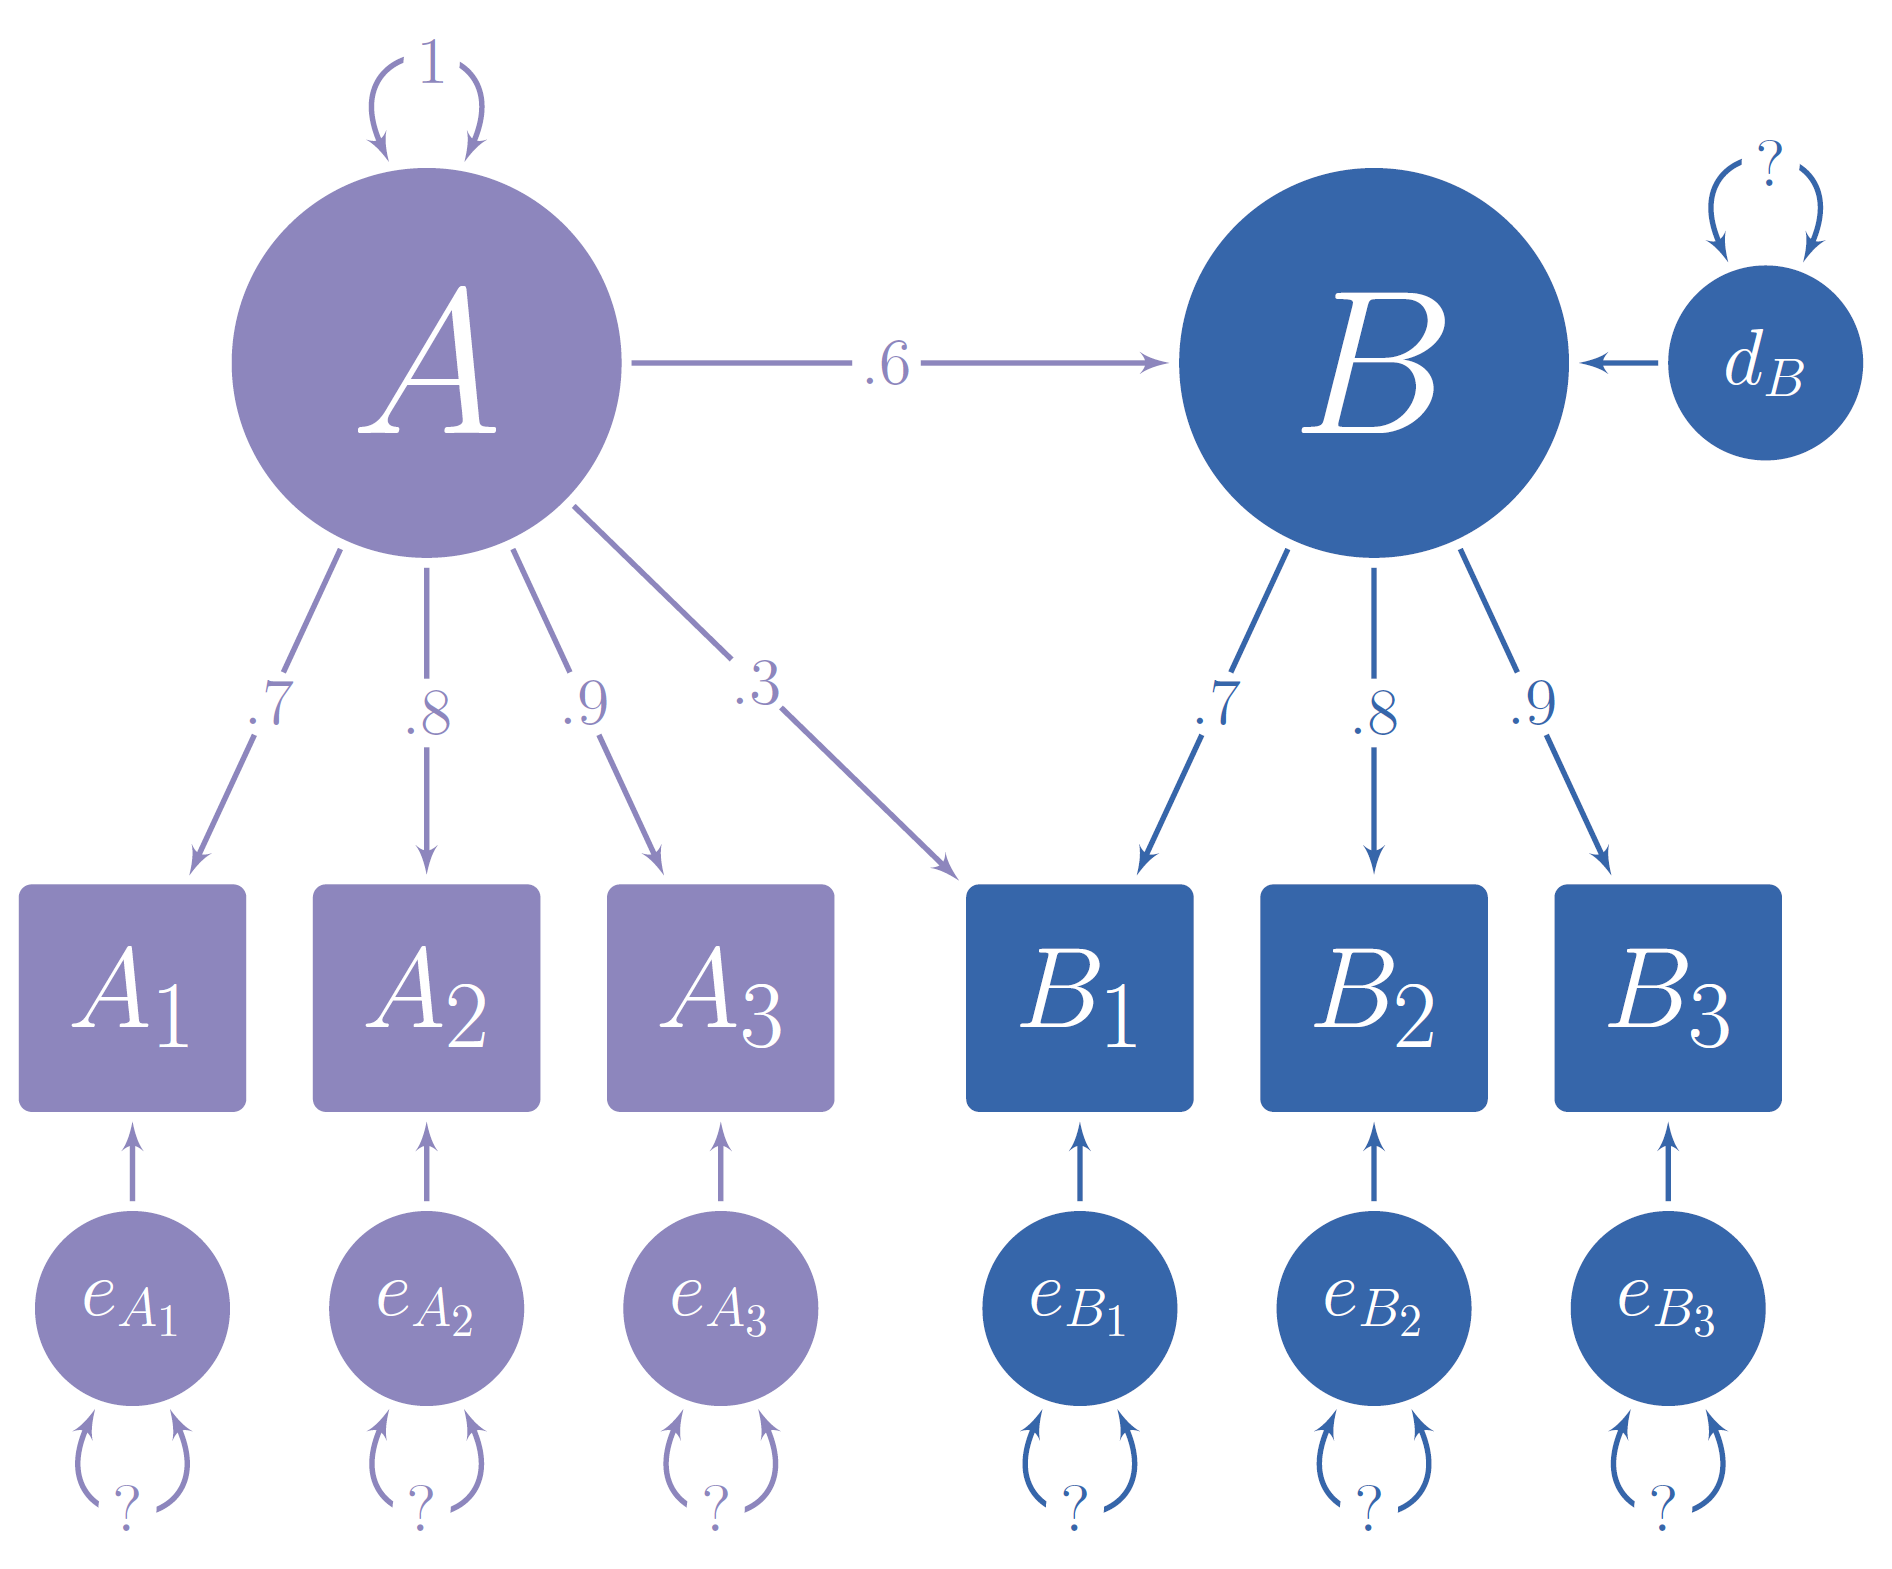 1
?
A
.6
B
d_B
.7 .8 .9 .3 .7 .8 .9
A_1 A_2 A_3 B_1 B_2 B_3
e_{A_1} e_{A_2} e_{A_3} e_{B_1} e_{B_2} e_{B_3}
? ? ? ? ? ?